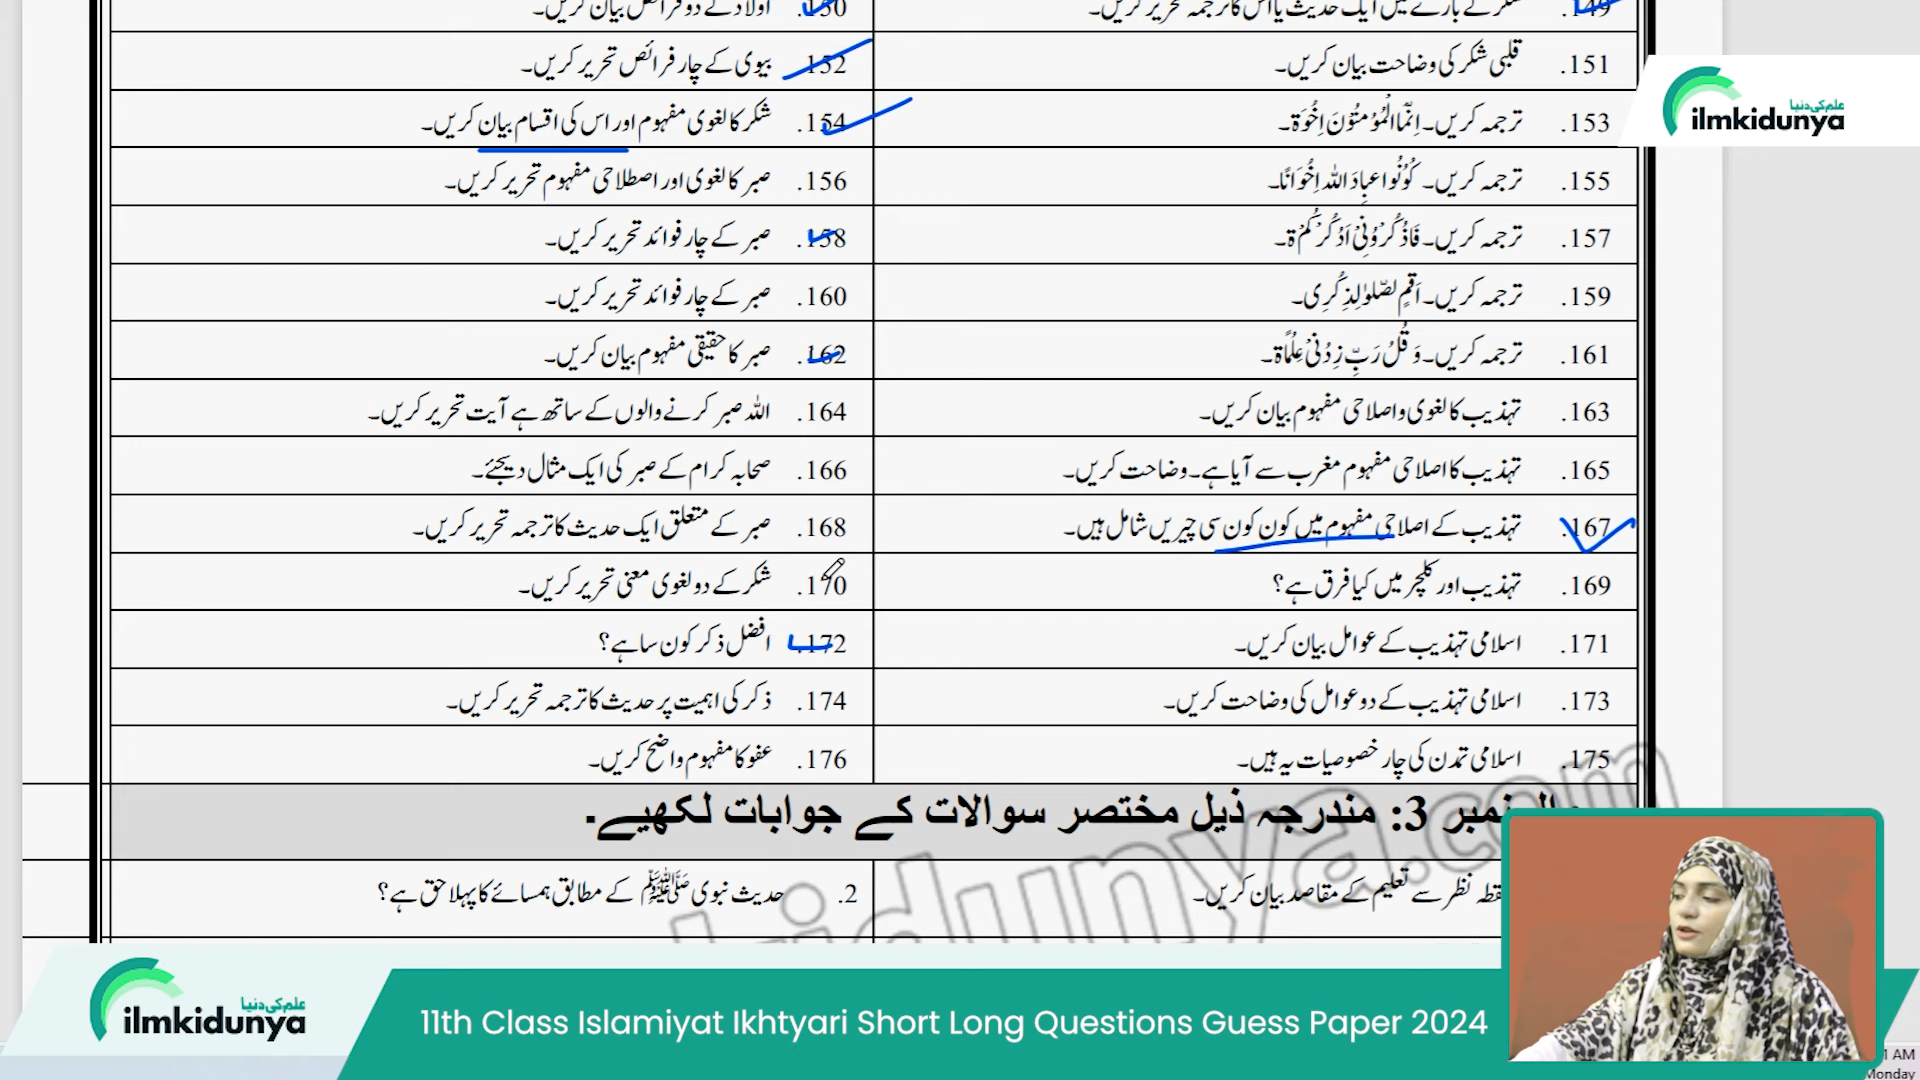 149. شکر کے بارے میں ایک حدیث یا اس کا ترجمہ تحریر کریں۔
150. اولاد کے دو فرائض بیان کریں۔
151. قلبی شکر کی وضاحت بیان کریں۔
152. بیوی کے چار فرائض تحریر کریں۔
153. ترجمہ کریں۔ اِنَّمَا الْمُؤْمِنُوْنَ اِخْوَۃ۔
154. شکر کا لغوی مفہوم اور اس کی اقسام بیان کریں۔
155. ترجمہ کریں۔ کُوْنُوا عِبادَ اللہ اِخْوَانًا۔
156. صبر کا لغوی اور اصطلاحی مفہوم تحریر کریں۔
157. ترجمہ کریں۔ فَاذْکُرُوْنِیْ اَذْکُرْکُمْ ۃ۔
158. صبر کے چار فوائد تحریر کریں۔
159. ترجمہ کریں۔ اَقِمِ لصّلوٰلِذِکْرِی۔
160. صبر کے چار فوائد تحریر کریں۔
161. ترجمہ کریں۔ وَ قُلْ رَبِّ زِدْنِیْ عِلْمًاۃ۔
162. صبر کا حقیقی مفہوم بیان کریں۔
163. تہذیب کا لغوی و اصلاحی مفہوم بیان کریں۔
164. اللہ صبر کرنے والوں کے ساتھ ہے آیت تحریر کریں۔
165. تہذیب کا اصلاحی مفہوم مغرب سے آیا ہے۔ وضاحت کریں۔
166. صحابہ کرام کے صبر کی ایک مثال دیجئے۔
167. تہذیب کے اصلاحی مفہوم میں کون کون سی چیزیں شامل ہیں۔
168. صبر کے متعلق ایک حدیث کا ترجمہ تحریر کریں۔
169. تہذیب اور کلچر میں کیا فرق ہے؟
170. شکر کے دو لغوی معنی تحریر کریں۔
171. اسلامی تہذیب کے عوامل بیان کریں۔
172. افضل ذکر کون سا ہے؟
173. اسلامی تہذیب کے دو عوامل کی وضاحت کریں۔
174. ذکر کی اہمیت پر حدیث کا ترجمہ تحریر کریں۔
175. اسلامی تمدن کی چار خصوصیات یہ ہیں۔
176. عفو کا مفہوم واضح کریں۔
نمبر 3: مندرجہ ذیل مختصر سوالات کے جوابات لکھیے۔
نظر سے تعلیم کے مقاصد بیان کریں۔
2. حدیث نبوی ﷺ کے مطابق ہمسائے کا پہلا حق ہے؟
علم کی دنیا
ilmkidunya
علم کی دنیا
ilmkidunya
11th Class Islamiyat Ikhtyari Short Long Questions Guess Paper 2024
AM
Monday